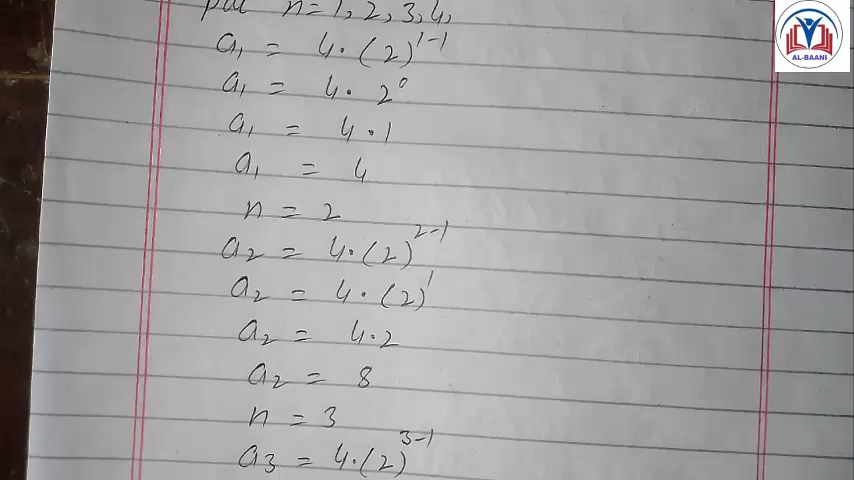 put n=1, 2, 3, 4,
a₁ = 4·(2)¹⁻¹
a₁ = 4·2⁰
a₁ = 4·1
a₁ = 4
n = 2
a₂ = 4·(2)²⁻¹
a₂ = 4·(2)¹
a₂ = 4·2
a₂ = 8
n = 3
a₃ = 4·(2)³⁻¹
AL-BAANI